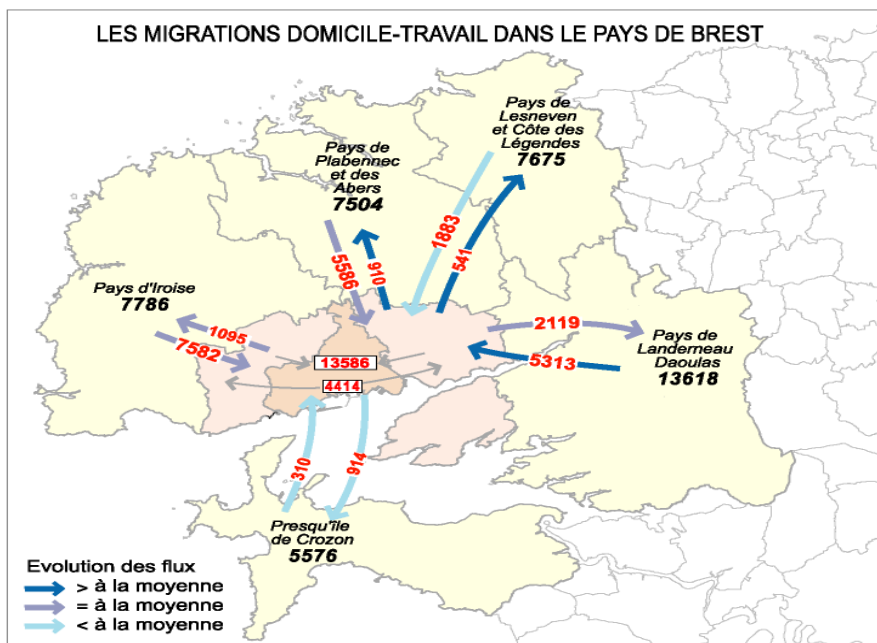 LES MIGRATIONS DOMICILE-TRAVAIL DANS LE PAYS DE BREST
Pays de
Lesneven
et Côte des
Légendes
7675
Pays de
Plabennec
et des
Abers
7504
1883
541
5586
910
Pays d'Iroise
7786
1095
7582
2119
5313
Pays de
Landerneau
Daoulas
13618
13586
4414
310
914
Presqu'île
de Crozon
5576
Evolution des flux
> à la moyenne
= à la moyenne
< à la moyenne